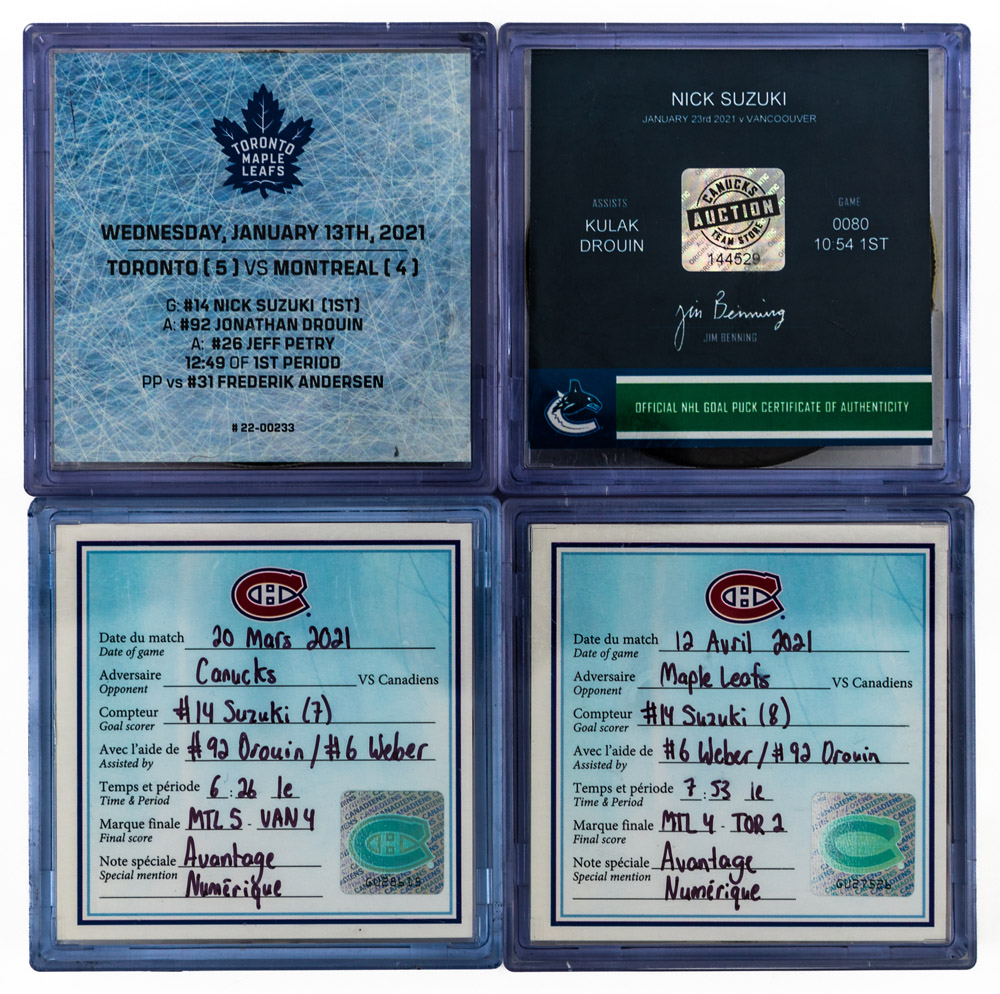 TORONTO
MAPLE
LEAFS
WEDNESDAY, JANUARY 13TH, 2021
TORONTO ( 5 ) VS MONTREAL ( 4 )
G: #14 NICK SUZUKI (1ST)
A: #92 JONATHAN DROUIN
A: #26 JEFF PETRY
12:49 OF 1ST PERIOD
PP vs #31 FREDERIK ANDERSEN
# 22-00233
NICK SUZUKI
JANUARY 23rd 2021 v VANCOOUVER
ASSISTS
KULAK
DROUIN
CANUCKS
AUCTION
TEAM STORE
144529
GAME
0080
10:54 1ST
Jim Benning
JIM BENNING
OFFICIAL NHL GOAL PUCK CERTIFICATE OF AUTHENTICITY
Date du match 20 Mars 2021
Date of game
Adversaire Canucks VS Canadiens
Opponent
Compteur #14 Suzuki (7)
Goal scorer
Avec l'aide de #92 Drouin / #6 Weber
Assisted by
Temps et période 6:26 1e
Time & Period
Marque finale MTL 5 - VAN 4
Final score
Note spéciale Avantage
Special mention Numérique
CANADIENS
Date du match 12 Avril 2021
Date of game
Adversaire Maple Leafs VS Canadiens
Opponent
Compteur #14 Suzuki (8)
Goal scorer
Avec l'aide de #6 Weber / #92 Drouin
Assisted by
Temps et période 7:53 1e
Time & Period
Marque finale MTL 4 - TOR 2
Final score
Note spéciale Avantage
Special mention Numérique
CANADIENS